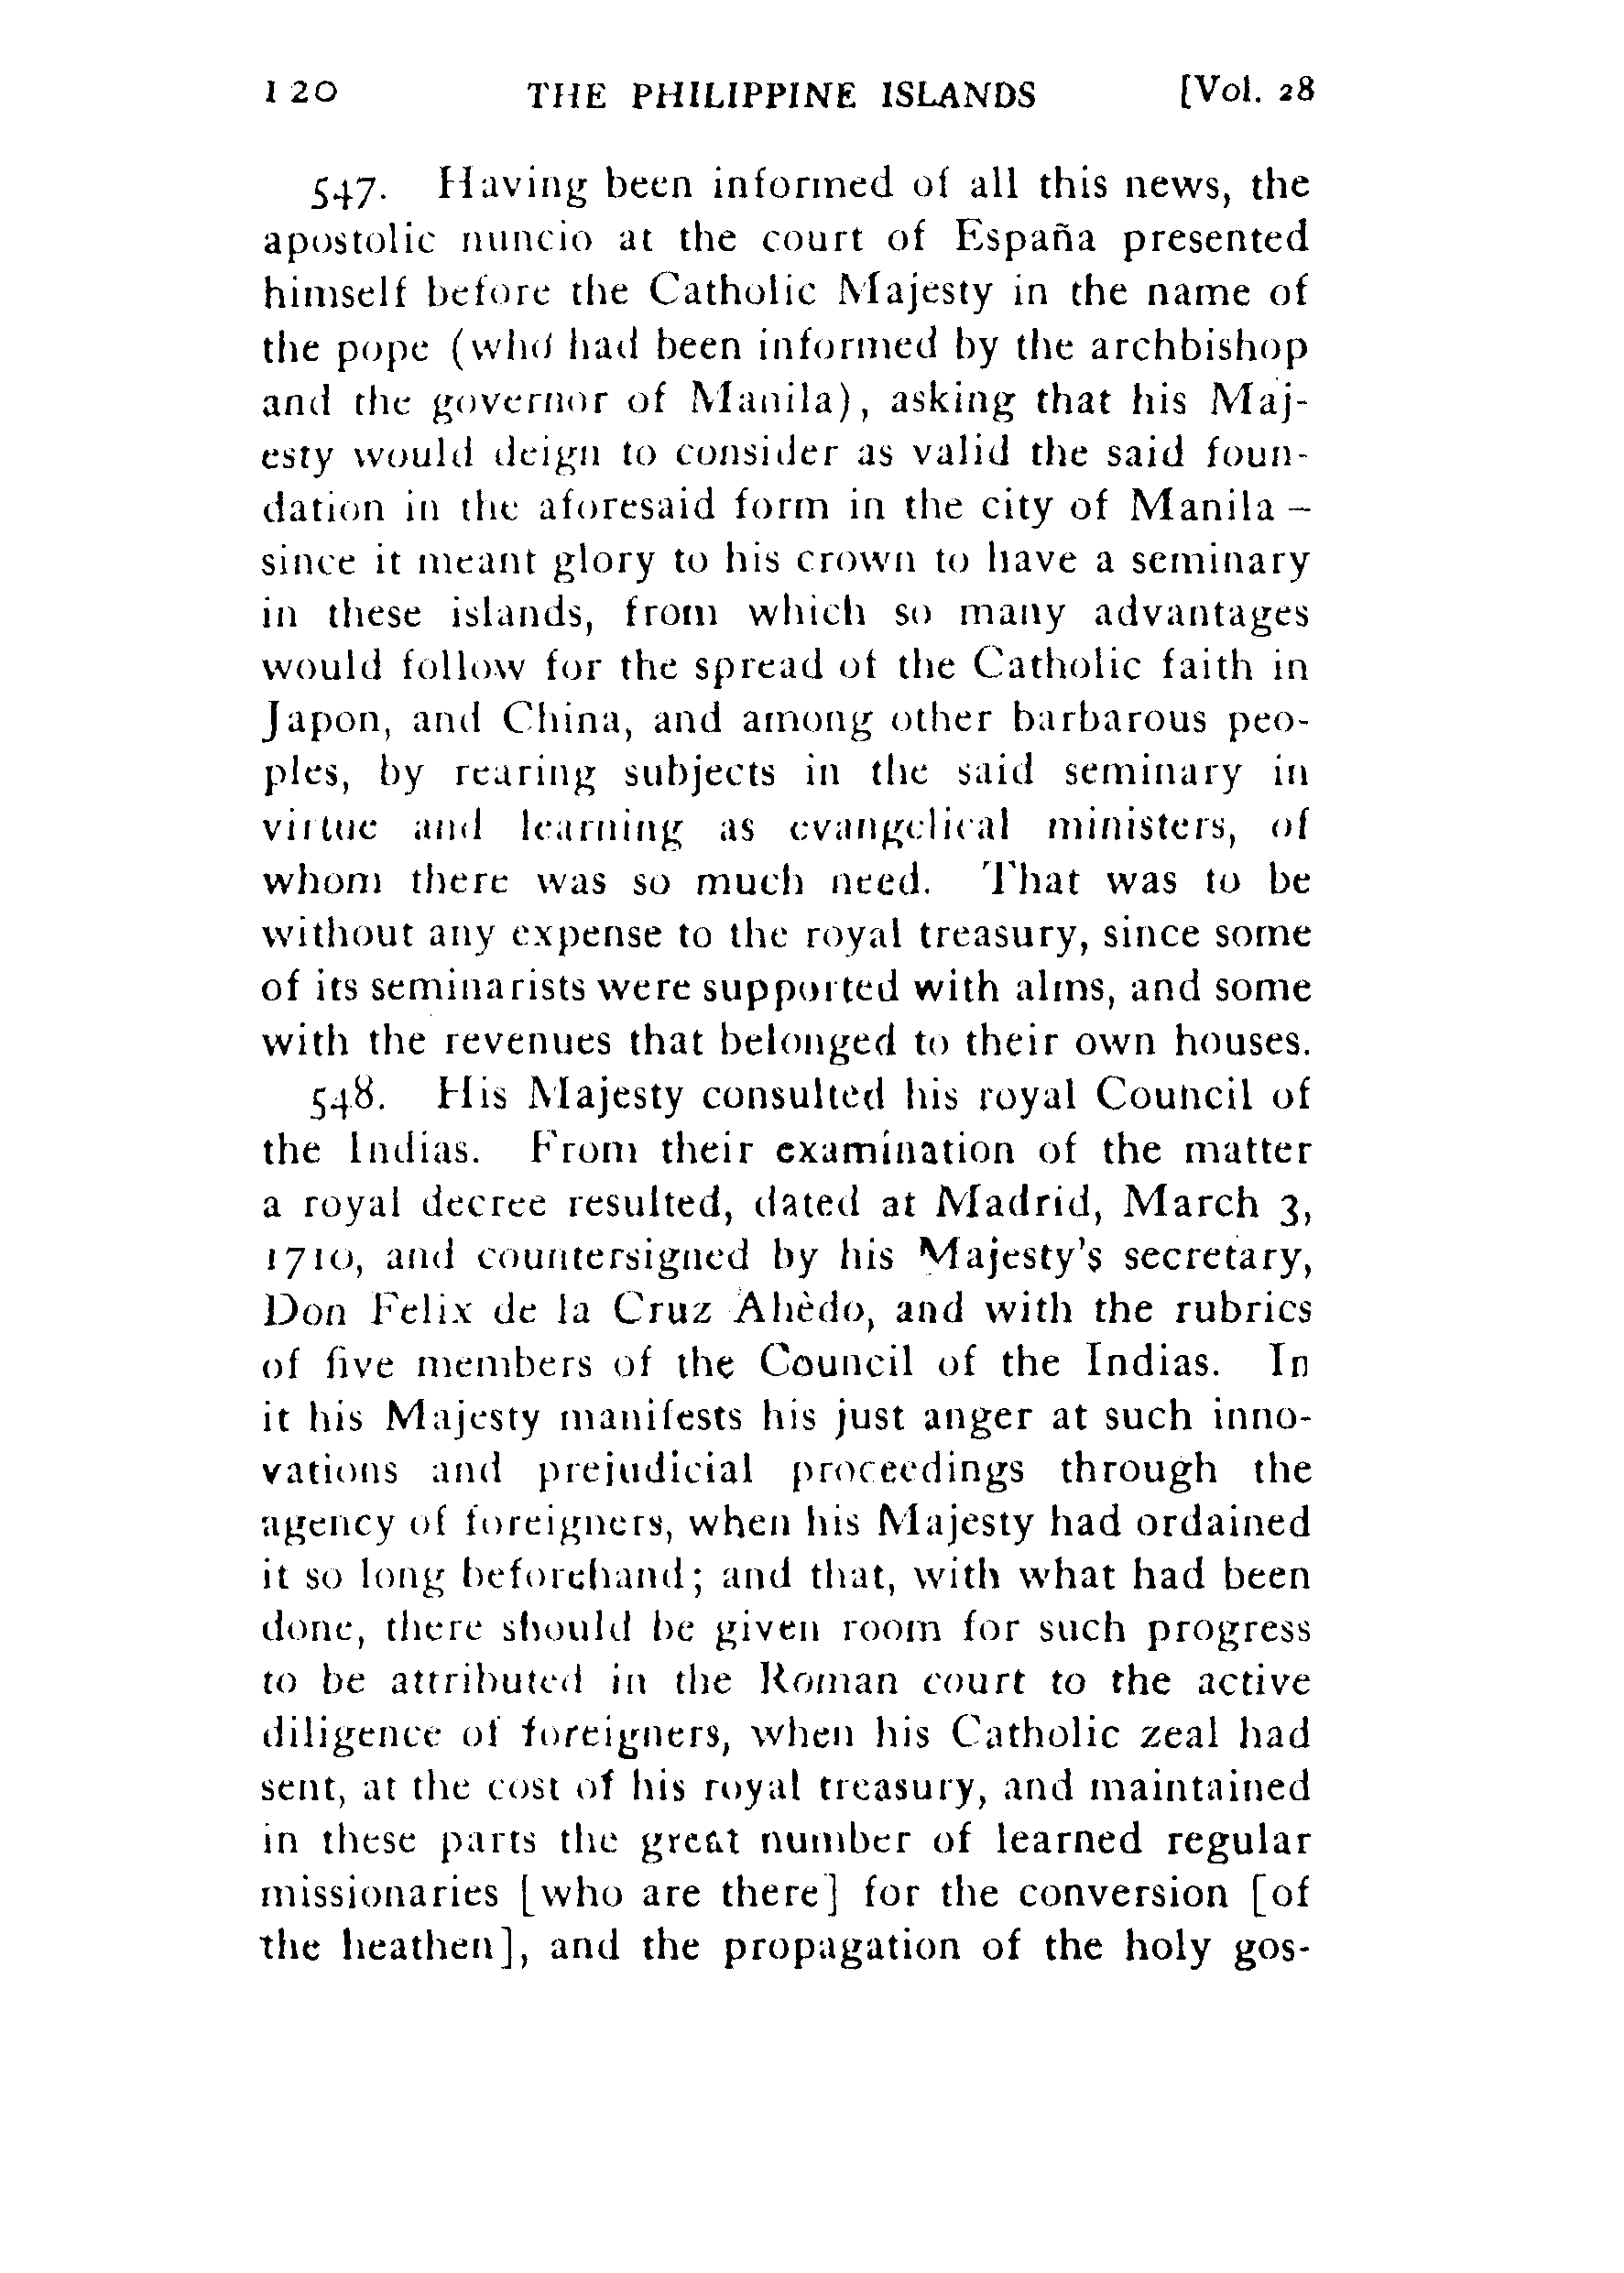 120 THE PHILIPPINE ISLANDS [Vol. 28
547. Having been informed of all this news, the
apostolic nuncio at the court of España presented
himself before the Catholic Majesty in the name of
the pope (who had been informed by the archbishop
and the governor of Manila), asking that his Maj-
esty would deign to consider as valid the said foun-
dation in the aforesaid form in the city of Manila –
since it meant glory to his crown to have a seminary
in these islands, from which so many advantages
would follow for the spread of the Catholic faith in
Japon, and China, and among other barbarous peo-
ples, by rearing subjects in the said seminary in
virtue and learning as evangelical ministers, of
whom there was so much need. That was to be
without any expense to the royal treasury, since some
of its seminarists were supported with alms, and some
with the revenues that belonged to their own houses.
548. His Majesty consulted his royal Council of
the Indias. From their examination of the matter
a royal decree resulted, dated at Madrid, March 3,
1710, and countersigned by his Majesty's secretary,
Don Felix de la Cruz Ahèdo, and with the rubrics
of five members of the Council of the Indias. In
it his Majesty manifests his just anger at such inno-
vations and prejudicial proceedings through the
agency of foreigners, when his Majesty had ordained
it so long beforehand; and that, with what had been
done, there should be given room for such progress
to be attributed in the Roman court to the active
diligence of foreigners, when his Catholic zeal had
sent, at the cost of his royal treasury, and maintained
in these parts the great number of learned regular
missionaries [who are there] for the conversion [of
the heathen], and the propagation of the holy gos-